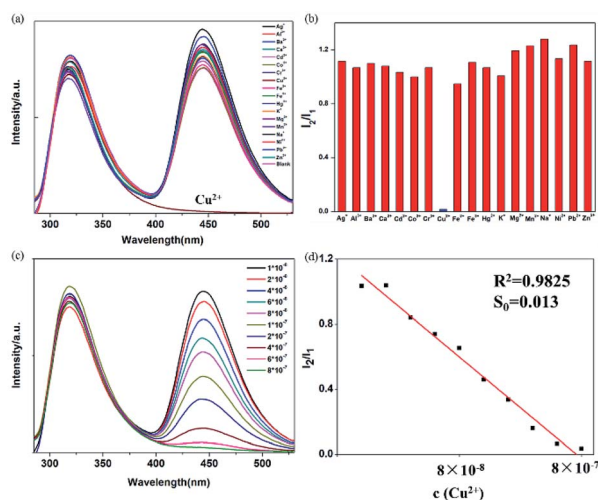 (a)
Intensity/a.u.
Ag⁺
Al³⁺
Ba²⁺
Ca²⁺
Cd²⁺
Co²⁺
Cr³⁺
Cu²⁺
Hg²⁺
K⁺
Mg²⁺
Mn²⁺
Na⁺
Ni²⁺
Pb²⁺
Zn²⁺
Blank
Cu²⁺
300 350 400 450 500
Wavelength(nm)
(b)
I₂/I₁
1.2
0.8
0.4
0.0
Ag⁺ Al³⁺ Ba²⁺ Ca²⁺ Cd²⁺ Co²⁺ Cr³⁺ Cu²⁺ Hg²⁺ K⁺ Mg²⁺ Mn²⁺ Na⁺ Ni²⁺ Pb²⁺ Zn²⁺
(c)
Intensity/a.u.
1*10⁻⁸
2*10⁻⁸
4*10⁻⁸
6*10⁻⁸
8*10⁻⁸
1*10⁻⁷
2*10⁻⁷
4*10⁻⁷
6*10⁻⁷
8*10⁻⁷
300 350 400 450 500
Wavelength(nm)
(d)
R²=0.9825
S₀=0.013
I₂/I₁
1.2
0.8
0.4
0.0
8×10⁻⁸ 8×10⁻⁷
c (Cu²⁺)